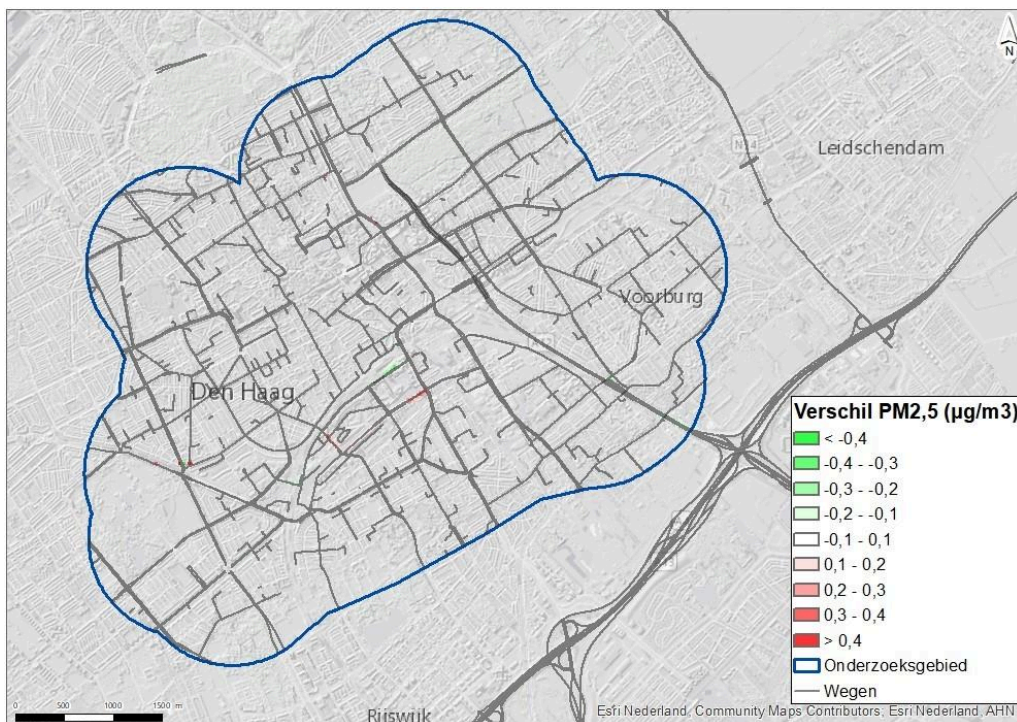 N
N14
Leidschendam
Voorburg
Den Haag
Rijswijk
Verschil PM2,5 (µg/m3)
< -0,4
-0,4 - -0,3
-0,3 - -0,2
-0,2 - -0,1
-0,1 - 0,1
0,1 - 0,2
0,2 - 0,3
0,3 - 0,4
> 0,4
Onderzoeksgebied
Wegen
0 500 1000 1500 m
Esri Nederland, Community Maps Contributors, Esri Nederland, AHN